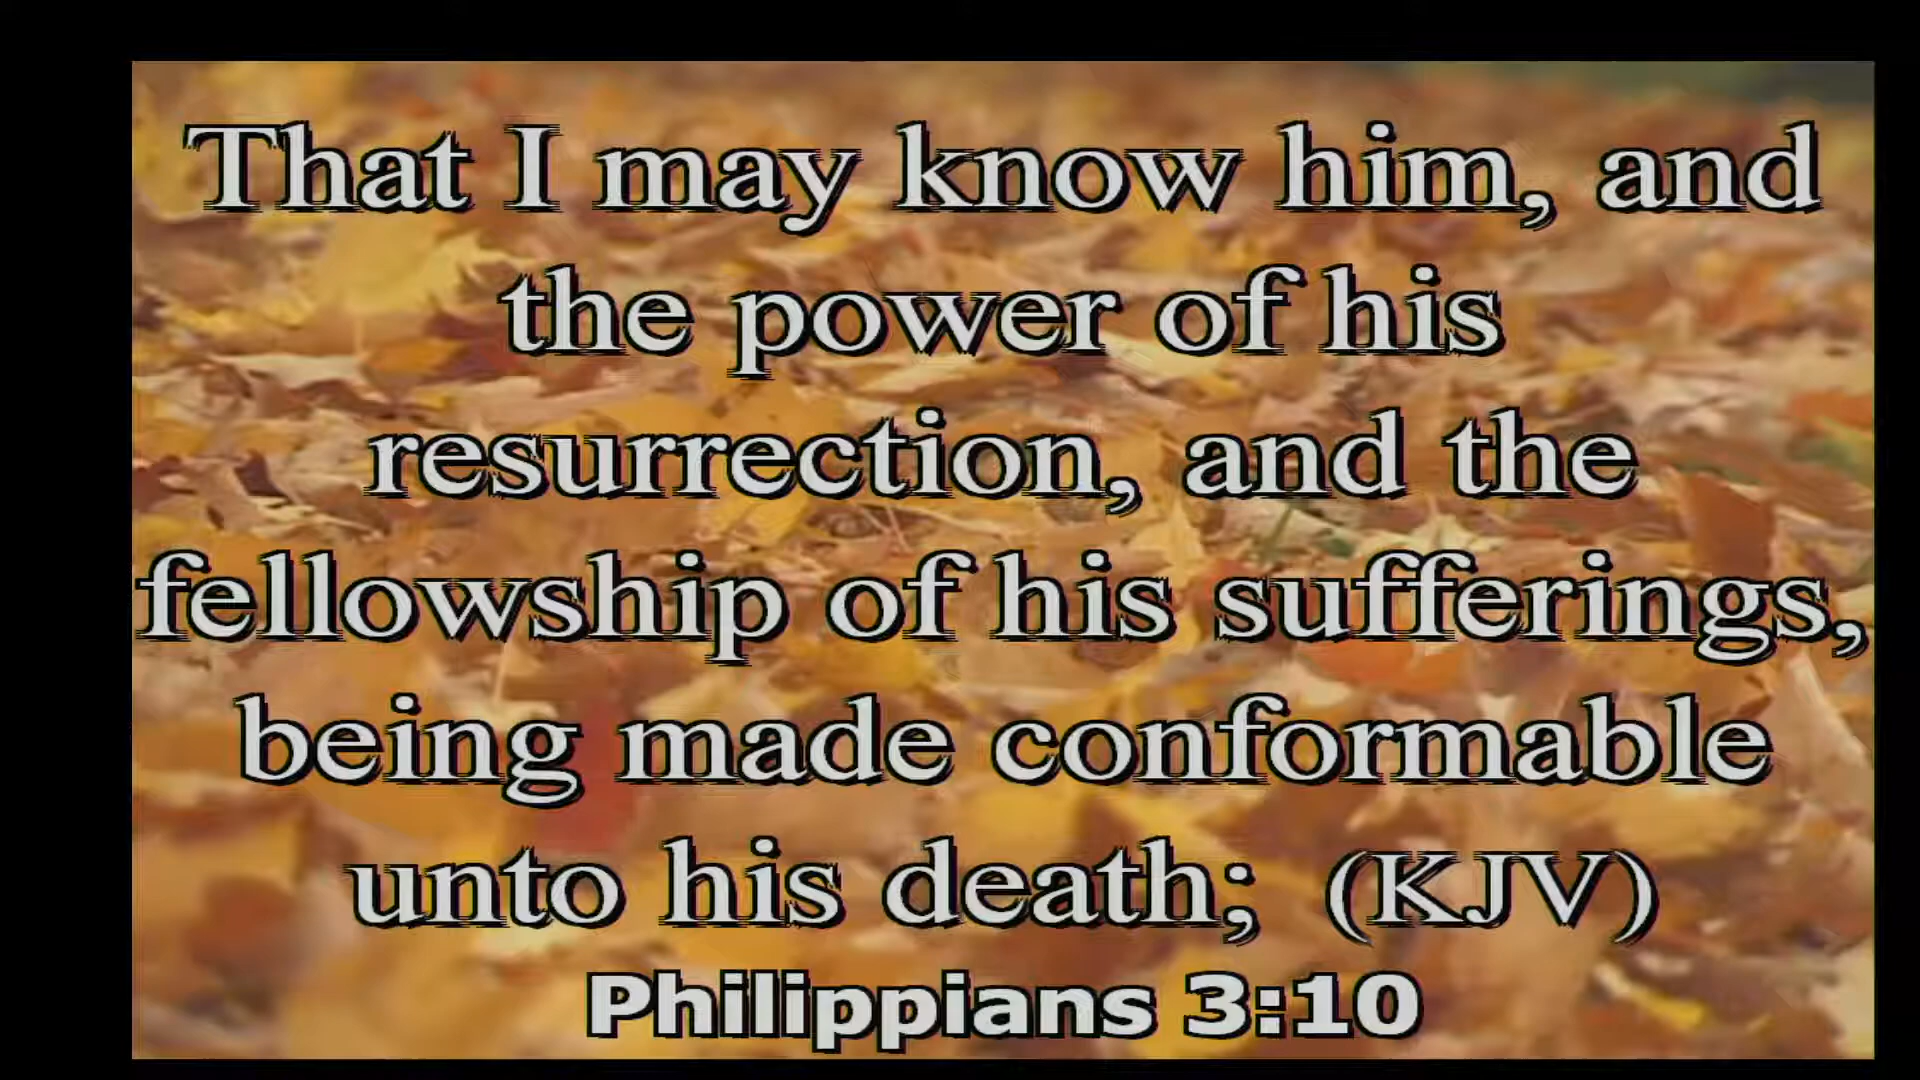 That I may know him, and
the power of his
resurrection, and the
fellowship of his sufferings,
being made conformable
unto his death; (KJV)
Philippians 3:10